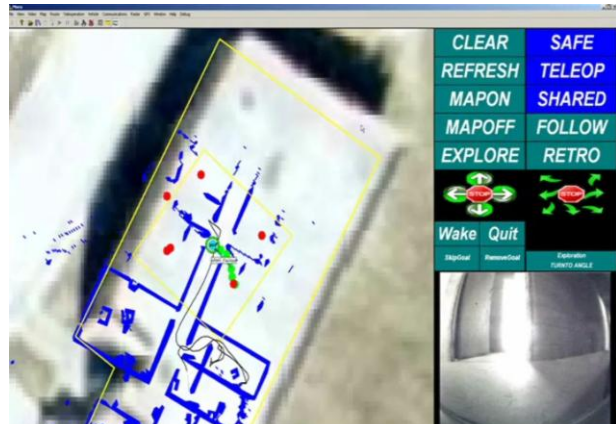 CLEAR SAFE
REFRESH TELEOP
MAPON SHARED
MAPOFF FOLLOW
EXPLORE RETRO
STOP STOP
Wake Quit
SkipGoal RemoveGoal Exploration
TURNTO ANGLE